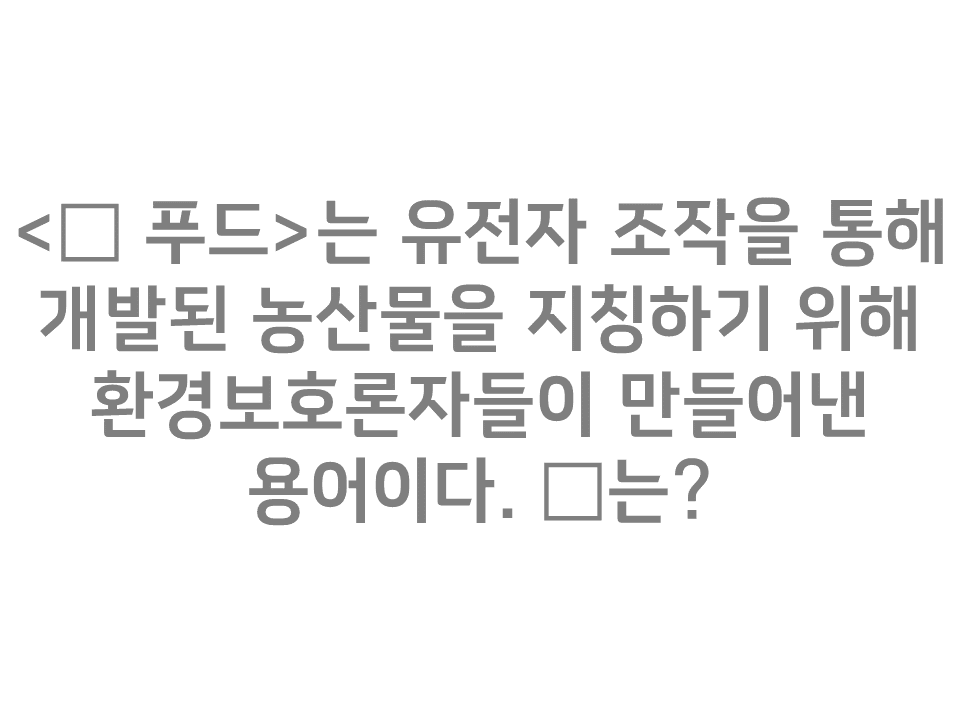 <□ 푸드>는 유전자 조작을 통해
개발된 농산물을 지칭하기 위해
환경보호론자들이 만들어낸
용어이다. □는?